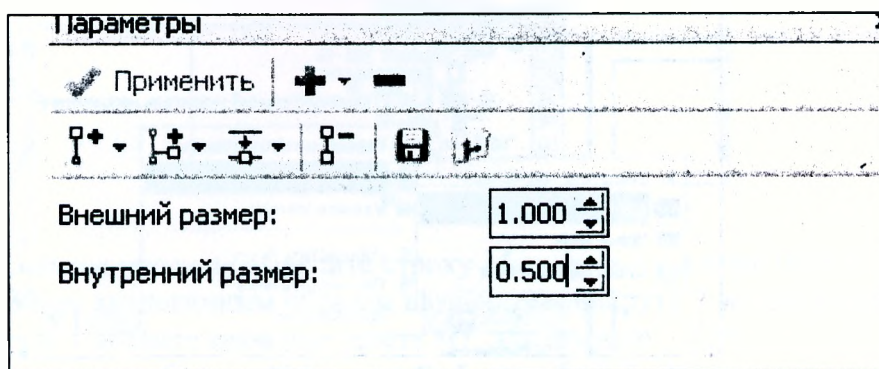 Параметры
Применить
Внешний размер: 1.000
Внутренний размер: 0.500